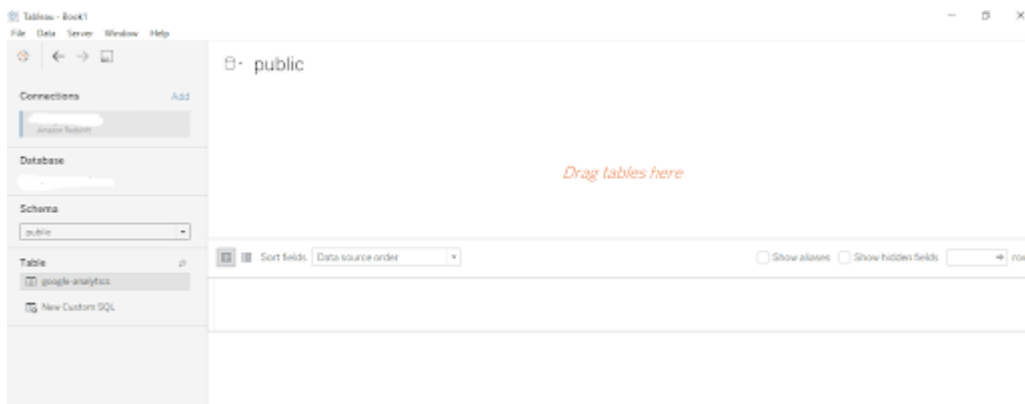 Tableau - Book1
File Data Server Window Help
public
Connections Add
Amazon Redshift
Database
Drag tables here
Schema
public
Sort fields Data source order Show aliases Show hidden fields
Table
google-analytics
New Custom SQL